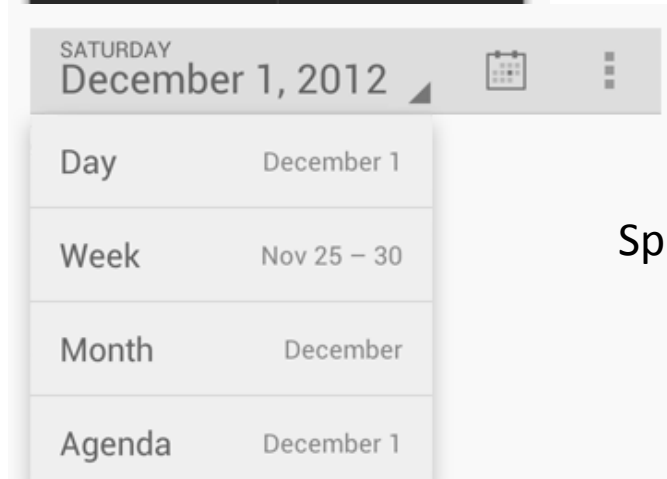 SATURDAY
December 1, 2012
Day December 1
Week Nov 25 – 30
Sp
Month December
Agenda December 1